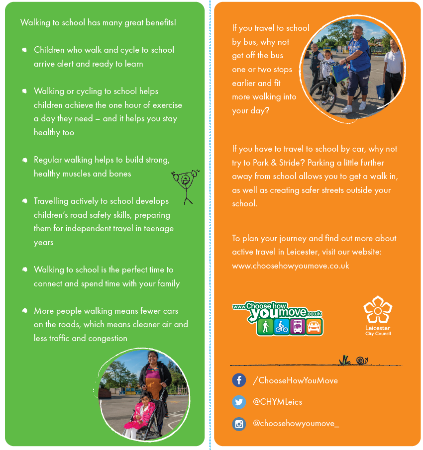 Walking to school has many great benefits!
Children who walk and cycle to school
arrive alert and ready to learn
Walking or cycling to school helps
children achieve the one hour of exercise
a day they need – and it helps you stay
healthy too
Regular walking helps to build strong,
healthy muscles and bones
Travelling actively to school develops
children's road safety skills, preparing
them for independent travel in teenage
years
Walking to school is the perfect time to
connect and spend time with your family
More people walking means fewer cars
on the roads, which means cleaner air and
less traffic and congestion
If you travel to school
by bus, why not
get off the bus
one or two stops
earlier and fit
more walking into
your day?
If you have to travel to school by car, why not
try to Park & Stride? Parking a little further
away from school allows you to get a walk in,
as well as creating safer streets outside your
school.
To plan your journey and find out more about
active travel in Leicester, visit our website:
www.choosehowyoumove.co.uk
www.Choose how
youmove.co.uk
Leicester
City Council
/ChooseHowYouMove
@CHYMLeics
@choosehowyoumove_